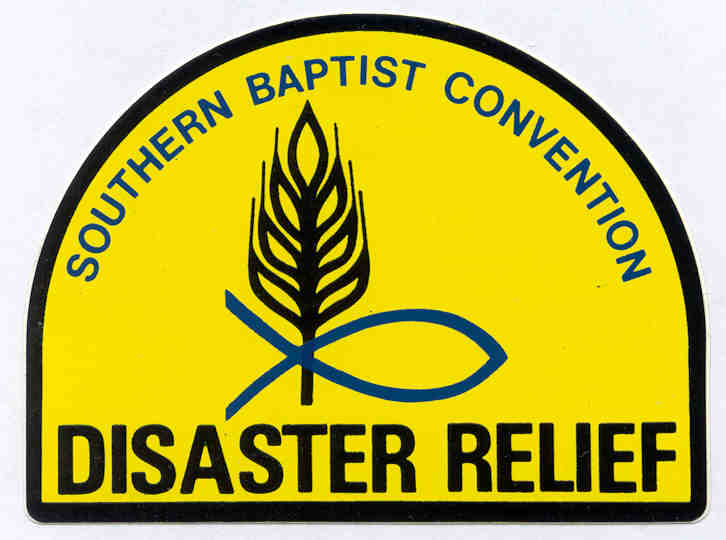 SOUTHERN BAPTIST CONVENTION
DISASTER RELIEF